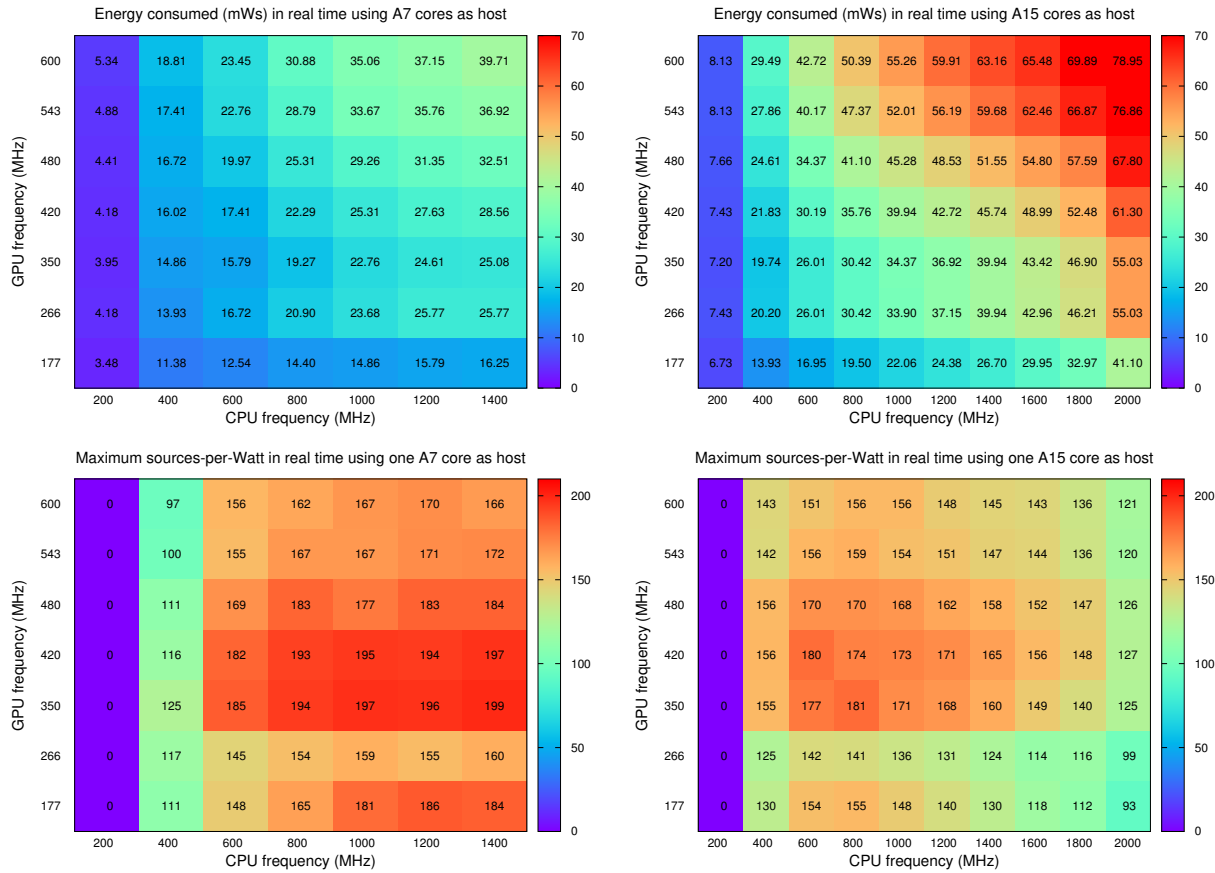 Energy consumed (mWs) in real time using A7 cores as host
GPU frequency (MHz)
600 5.34 18.81 23.45 30.88 35.06 37.15 39.71
543 4.88 17.41 22.76 28.79 33.67 35.76 36.92
480 4.41 16.72 19.97 25.31 29.26 31.35 32.51
420 4.18 16.02 17.41 22.29 25.31 27.63 28.56
350 3.95 14.86 15.79 19.27 22.76 24.61 25.08
266 4.18 13.93 16.72 20.90 23.68 25.77 25.77
177 3.48 11.38 12.54 14.40 14.86 15.79 16.25
200 400 600 800 1000 1200 1400
CPU frequency (MHz)
70
60
50
40
30
20
10
0
Energy consumed (mWs) in real time using A15 cores as host
GPU frequency (MHz)
600 8.13 29.49 42.72 50.39 55.26 59.91 63.16 65.48 69.89 78.95
543 8.13 27.86 40.17 47.37 52.01 56.19 59.68 62.46 66.87 76.86
480 7.66 24.61 34.37 41.10 45.28 48.53 51.55 54.80 57.59 67.80
420 7.43 21.83 30.19 35.76 39.94 42.72 45.74 48.99 52.48 61.30
350 7.20 19.74 26.01 30.42 34.37 36.92 39.94 43.42 46.90 55.03
266 7.43 20.20 26.01 30.42 33.90 37.15 39.94 42.96 46.21 55.03
177 6.73 13.93 16.95 19.50 22.06 24.38 26.70 29.95 32.97 41.10
200 400 600 800 1000 1200 1400 1600 1800 2000
CPU frequency (MHz)
70
60
50
40
30
20
10
0
Maximum sources-per-Watt in real time using one A7 core as host
GPU frequency (MHz)
600 0 97 156 162 167 170 166
543 0 100 155 167 167 171 172
480 0 111 169 183 177 183 184
420 0 116 182 193 195 194 197
350 0 125 185 194 197 196 199
266 0 117 145 154 159 155 160
177 0 111 148 165 181 186 184
200 400 600 800 1000 1200 1400
CPU frequency (MHz)
200
150
100
50
0
Maximum sources-per-Watt in real time using one A15 core as host
GPU frequency (MHz)
600 0 143 151 156 156 148 145 143 136 121
543 0 142 156 159 154 151 147 144 136 120
480 0 156 170 170 168 162 158 152 147 126
420 0 156 180 174 173 171 165 156 148 127
350 0 155 177 181 171 168 160 149 140 125
266 0 125 142 141 136 131 124 114 116 99
177 0 130 154 155 148 140 130 118 112 93
200 400 600 800 1000 1200 1400 1600 1800 2000
CPU frequency (MHz)
200
150
100
50
0